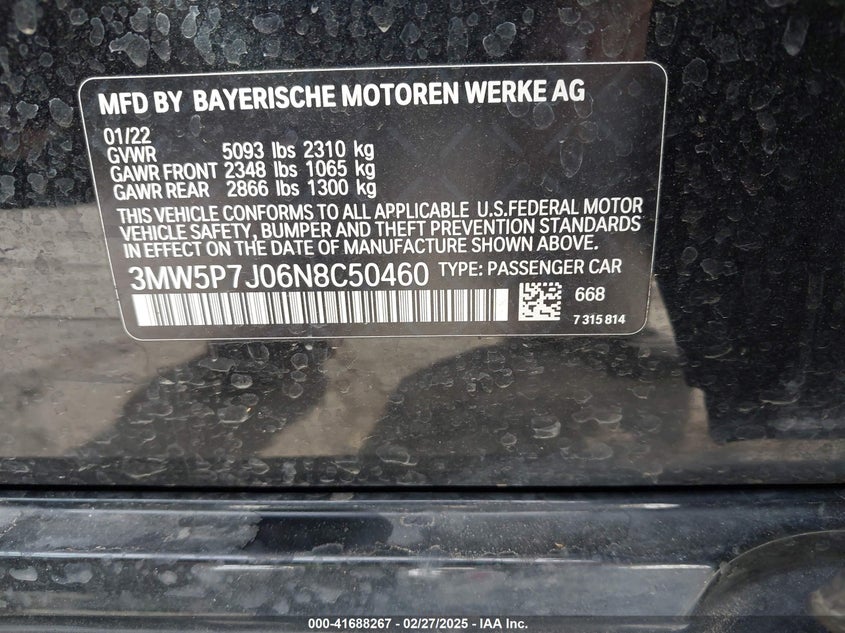 MFD BY BAYERISCHE MOTOREN WERKE AG
01/22
GVWR 5093 lbs 2310 kg
GAWR FRONT 2348 lbs 1065 kg
GAWR REAR 2866 lbs 1300 kg
THIS VEHICLE CONFORMS TO ALL APPLICABLE U.S.FEDERAL MOTOR
VEHICLE SAFETY, BUMPER AND THEFT PREVENTION STANDARDS
IN EFFECT ON THE DATE OF MANUFACTURE SHOWN ABOVE.
3MW5P7J06N8C50460 TYPE: PASSENGER CAR
668
7 315 814
000-41688267 - 02/27/2025 - IAA Inc.